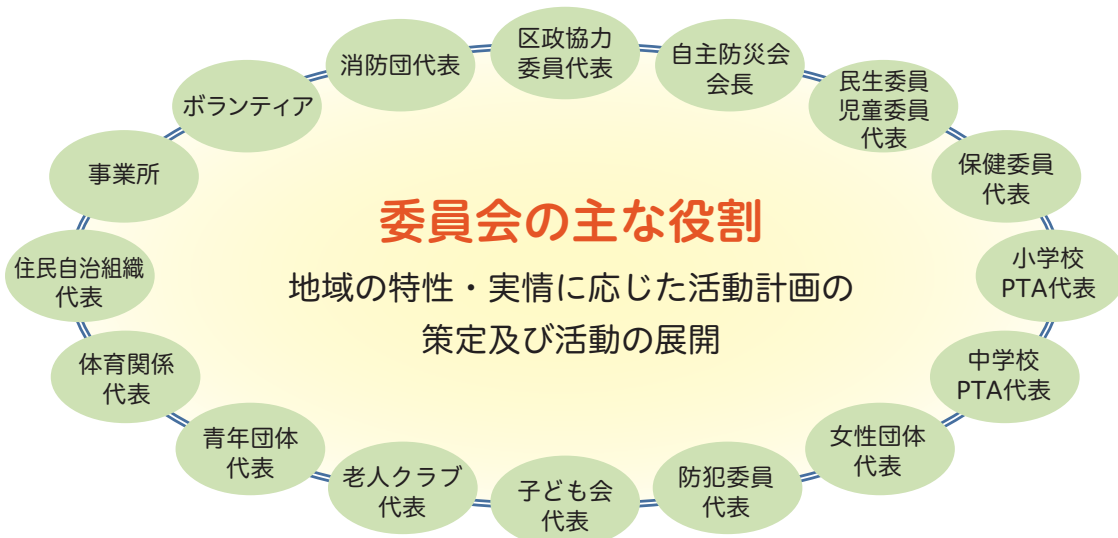 委員会の主な役割
地域の特性・実情に応じた活動計画の
策定及び活動の展開
区政協力
委員代表
自主防災会
会長
民生委員
児童委員
代表
保健委員
代表
小学校
PTA代表
中学校
PTA代表
女性団体
代表
防犯委員
代表
子ども会
代表
老人クラブ
代表
青年団体
代表
体育関係
代表
住民自治組織
代表
事業所
ボランティア
消防団代表